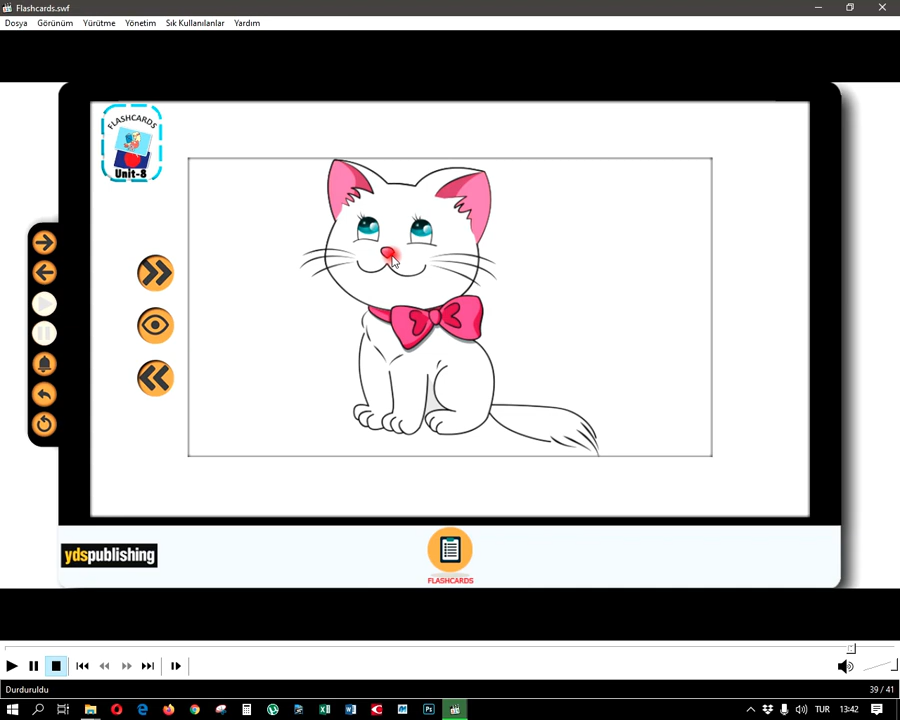 Flashcards.swf
Dosya Görünüm Yürütme Yönetim Sık Kullanılanlar Yardım
FLASHCARDS
Unit-8
ydspublishing
FLASHCARDS
Durduruldu
39 / 41
TUR
13:42